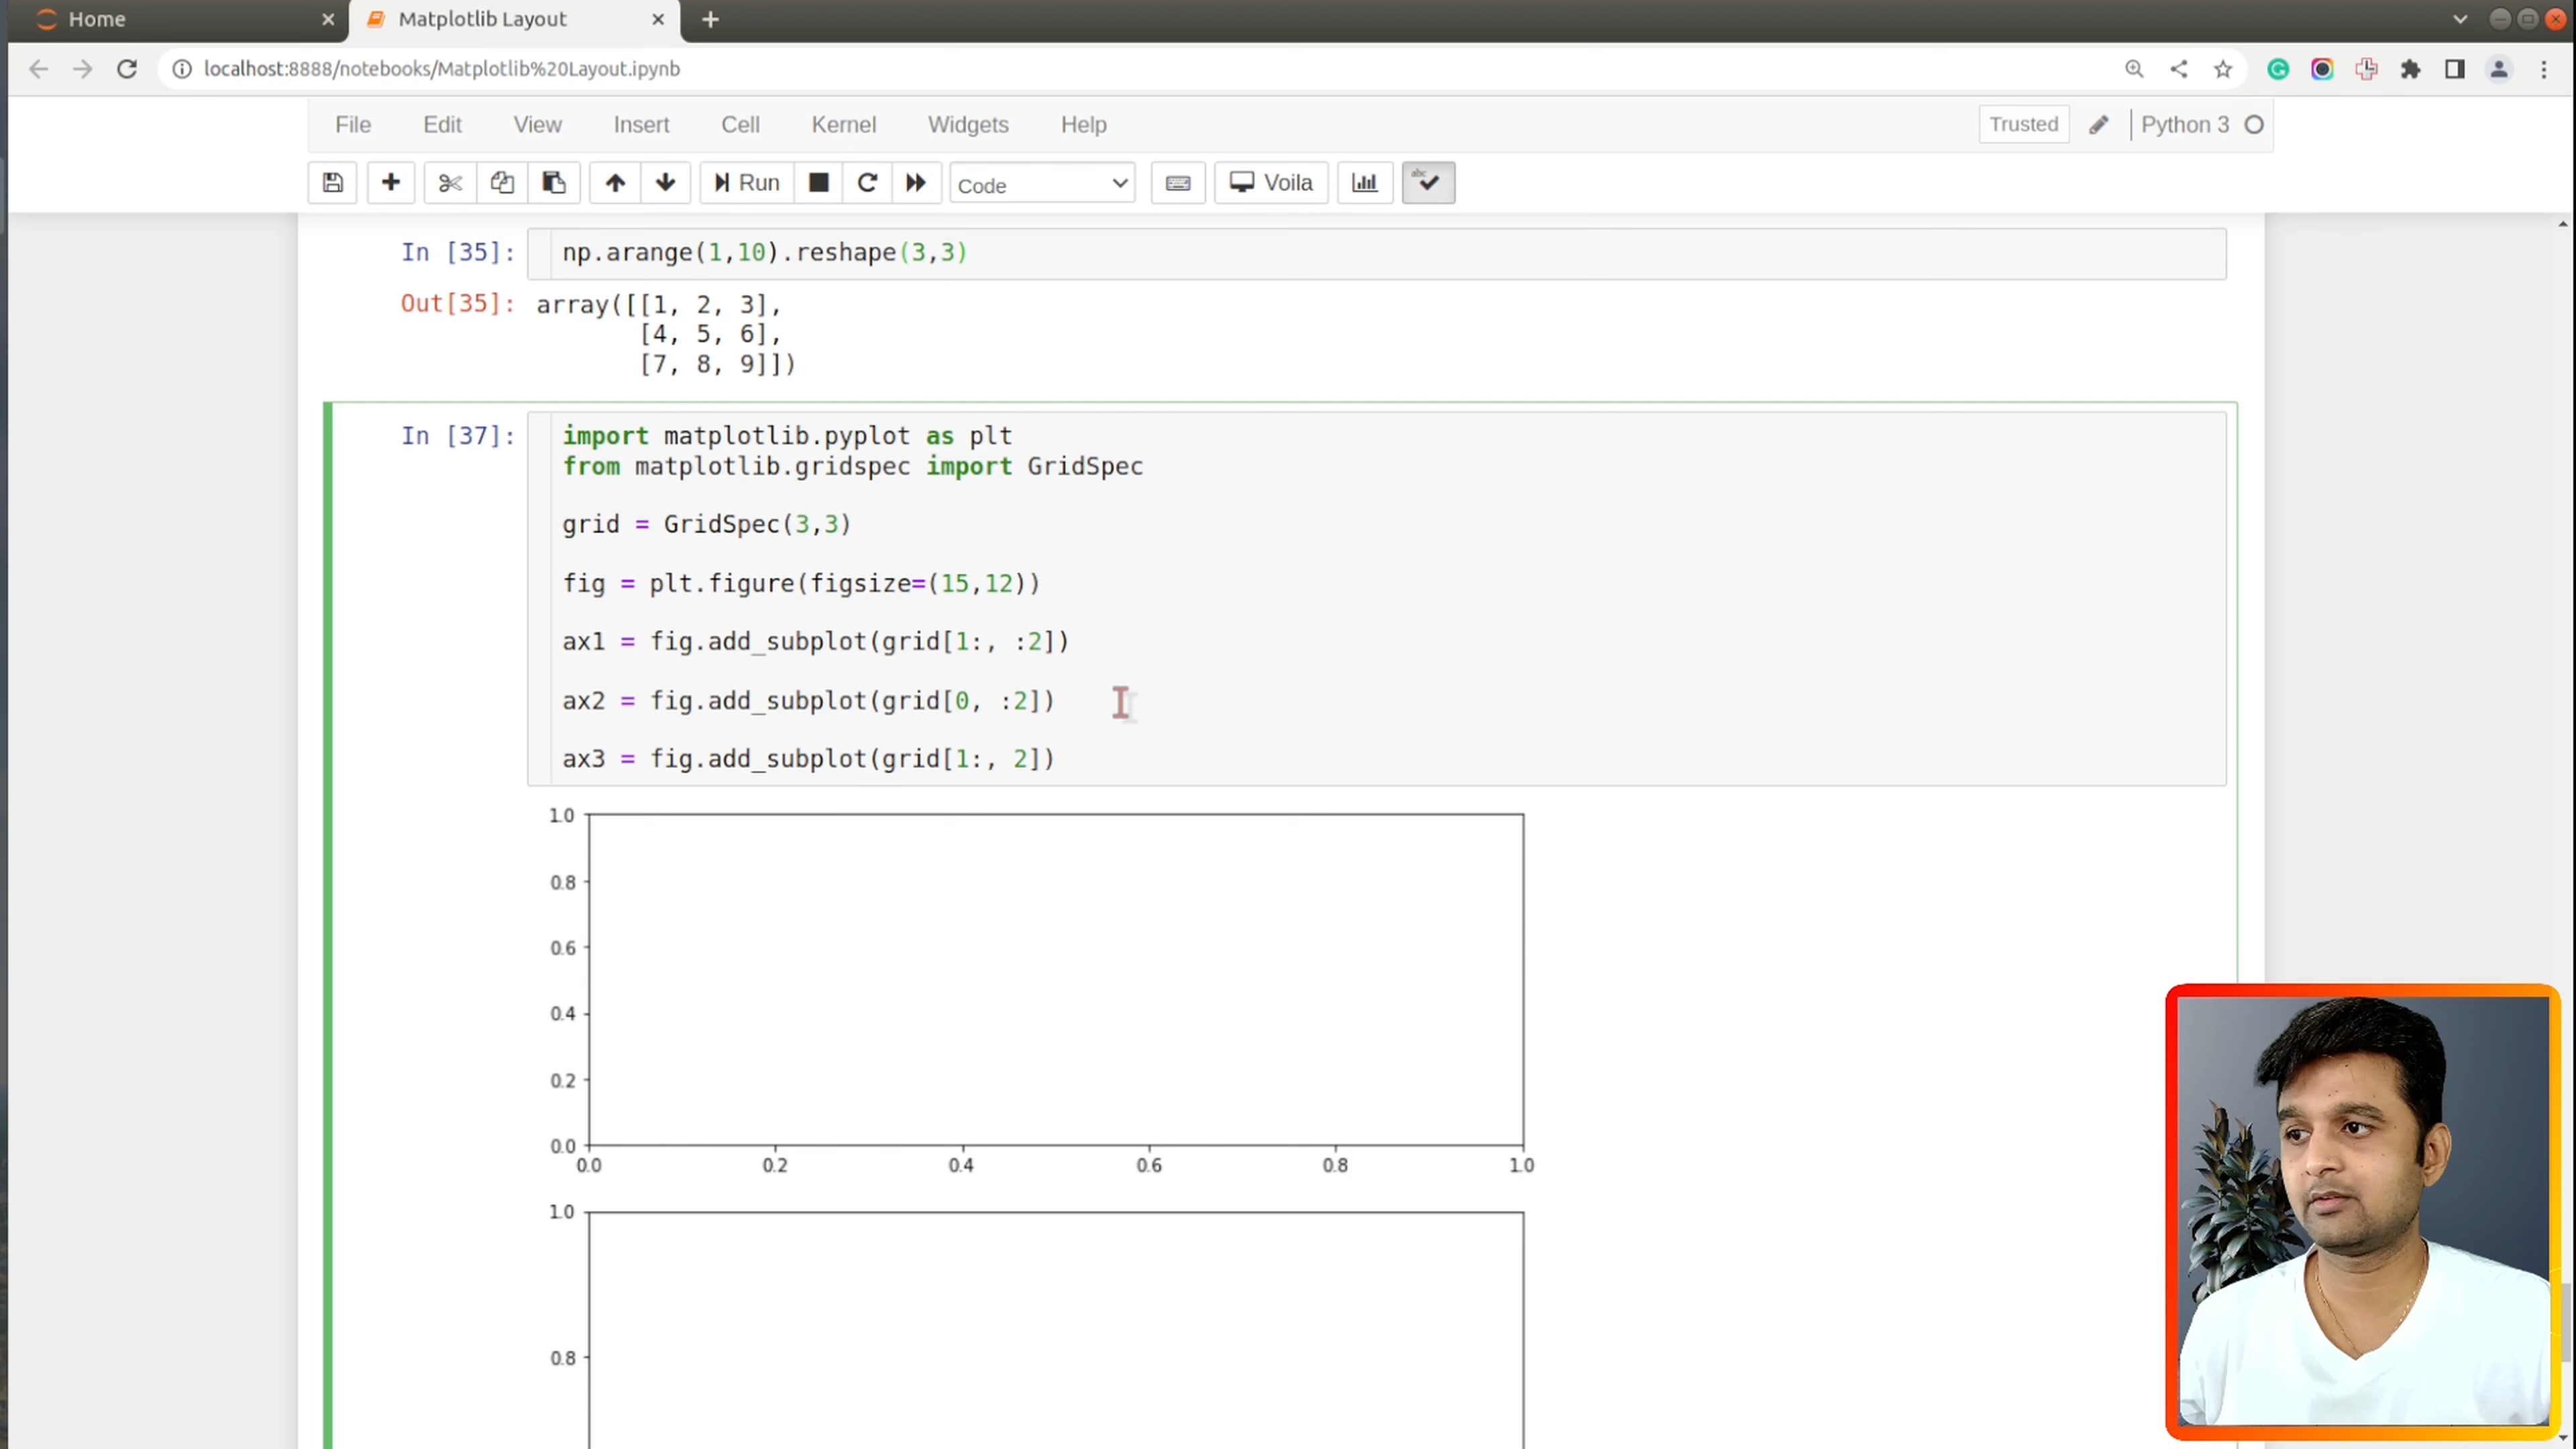 Home
Matplotlib Layout
localhost:8888/notebooks/Matplotlib%20Layout.ipynb
File Edit View Insert Cell Kernel Widgets Help Trusted Python 3
Run Code Voila abc
In [35]: np.arange(1,10).reshape(3,3)
Out[35]: array([[1, 2, 3],
[4, 5, 6],
[7, 8, 9]])
In [37]: import matplotlib.pyplot as plt
from matplotlib.gridspec import GridSpec
grid = GridSpec(3,3)
fig = plt.figure(figsize=(15,12))
ax1 = fig.add_subplot(grid[1:, :2])
ax2 = fig.add_subplot(grid[0, :2])
ax3 = fig.add_subplot(grid[1:, 2])
1.0
0.8
0.6
0.4
0.2
0.0
0.0 0.2 0.4 0.6 0.8 1.0
1.0
0.8